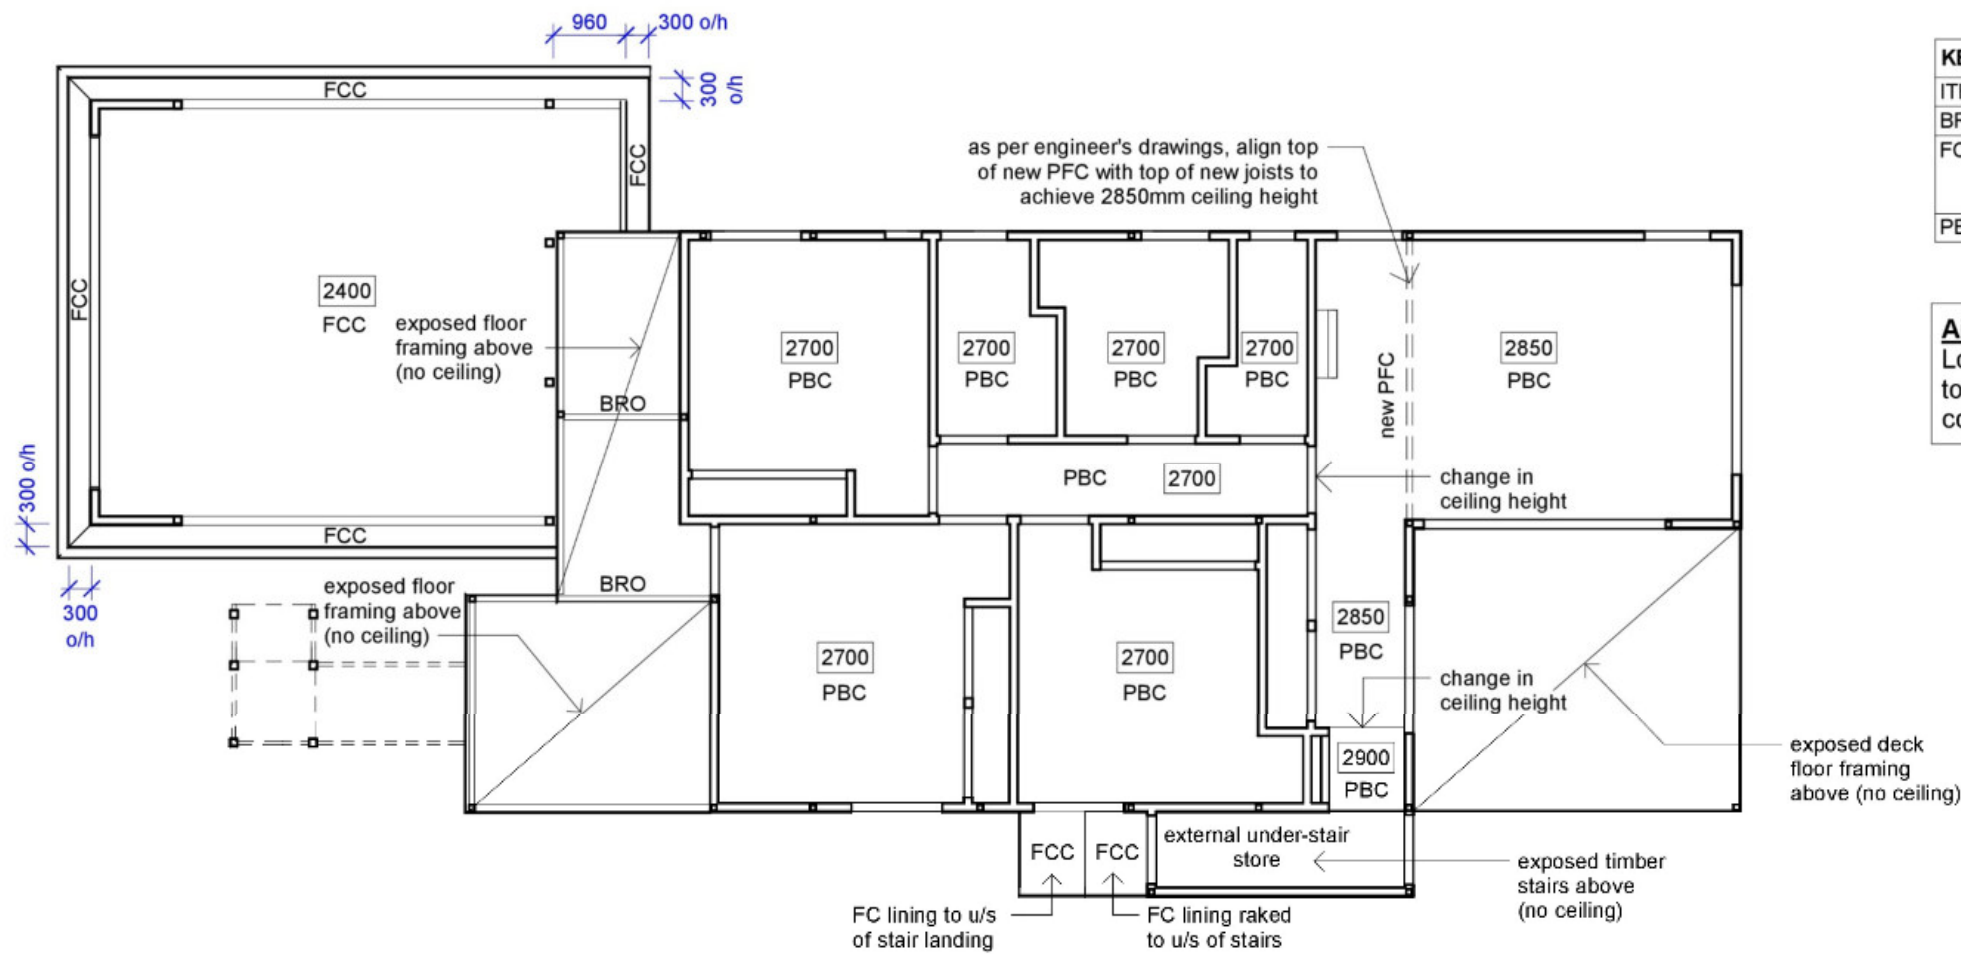 960
300 o/h
300
o/h
FCC
FCC
FCC
2400
FCC
exposed floor
framing above
(no ceiling)
BRO
BRO
FCC
300 o/h
300
o/h
exposed floor
framing above
(no ceiling)
as per engineer's drawings, align top
of new PFC with top of new joists to
achieve 2850mm ceiling height
2700
PBC
2700
PBC
2700
PBC
2700
PBC
new PFC
2850
PBC
PBC 2700
change in
ceiling height
2700
PBC
2700
PBC
2850
PBC
change in
ceiling height
2900
PBC
exposed deck
floor framing
above (no ceiling)
FCC
FCC
external under-stair
store
exposed timber
stairs above
(no ceiling)
FC lining to u/s
of stair landing
FC lining raked
to u/s of stairs